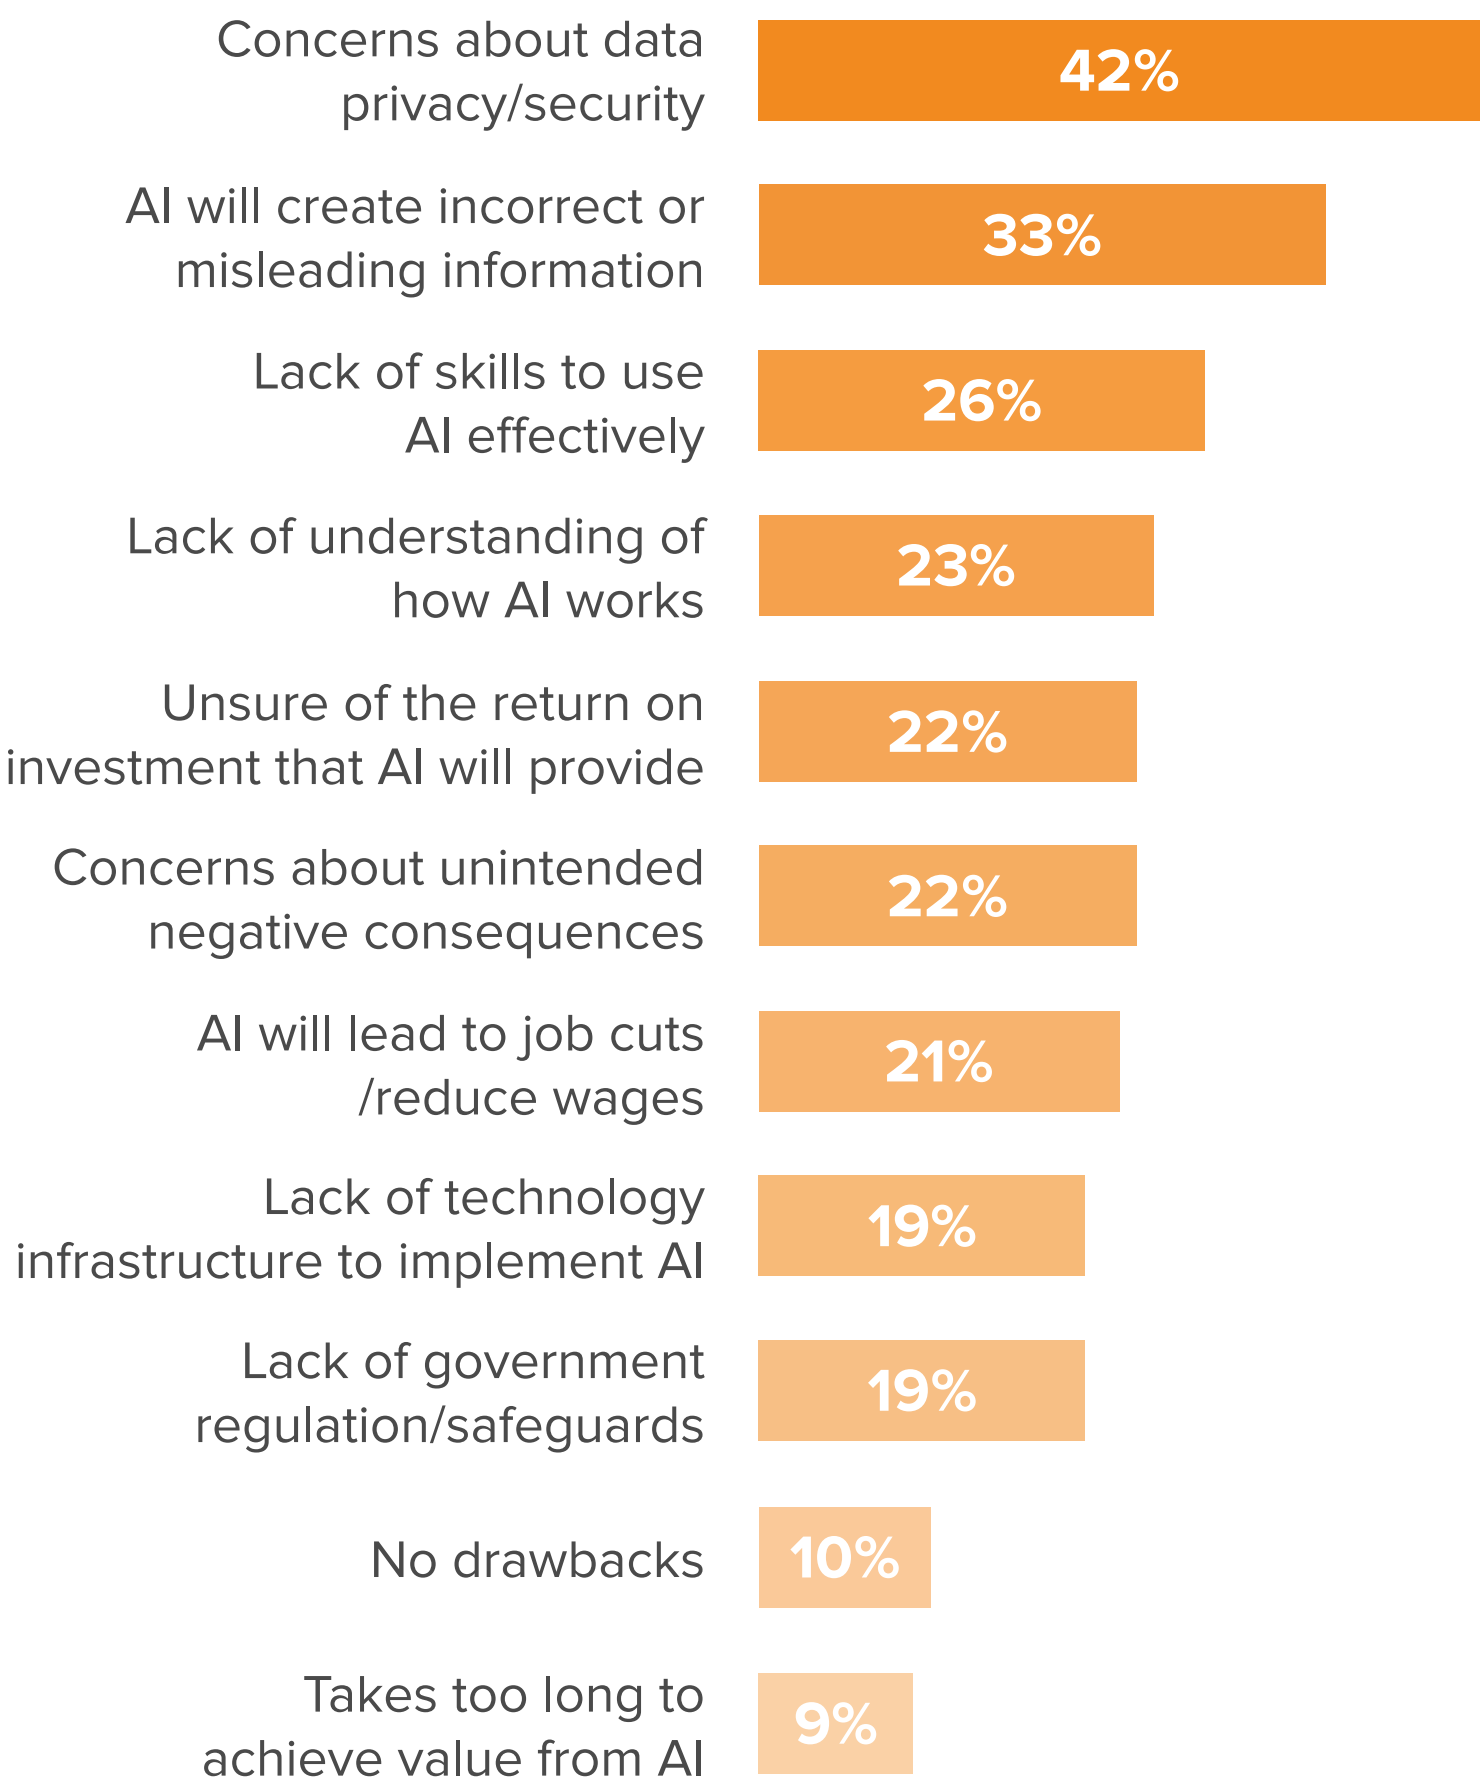 Concerns about data
privacy/security
42%
AI will create incorrect or
misleading information
33%
Lack of skills to use
AI effectively
26%
Lack of understanding of
how AI works
23%
Unsure of the return on
investment that AI will provide
22%
Concerns about unintended
negative consequences
22%
AI will lead to job cuts
/reduce wages
21%
Lack of technology
infrastructure to implement AI
19%
Lack of government
regulation/safeguards
19%
No drawbacks
10%
Takes too long to
achieve value from AI
9%